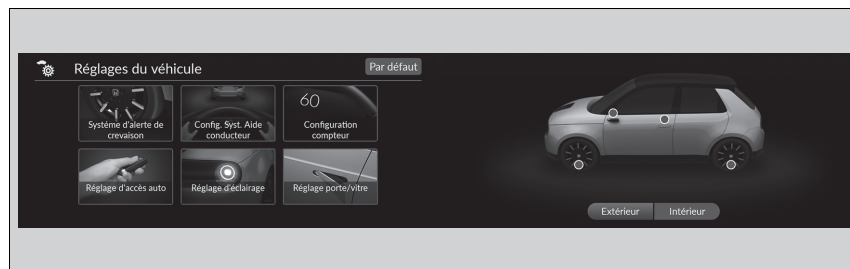 Réglages du véhicule
Par défaut
Système d'alerte de
crevaison
Config. Syst. Aide
conducteur
60
Configuration
compteur
Réglage d'accès auto
Réglage d'éclairage
Réglage porte/vitre
Extérieur
Intérieur